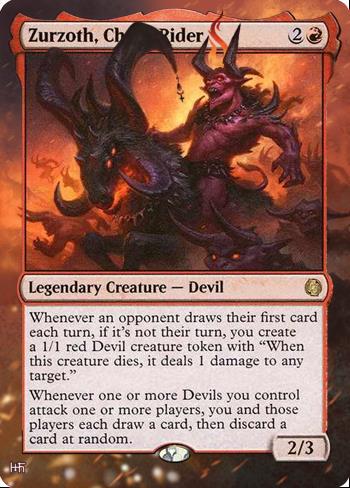 Zurzoth, Ch Rider 2
Legendary Creature — Devil
Whenever an opponent draws their first card
each turn, if it's not their turn, you create
a 1/1 red Devil creature token with "When
this creature dies, it deals 1 damage to any
target."
Whenever one or more Devils you control
attack one or more players, you and those
players each draw a card, then discard a
card at random.
2/3
HF